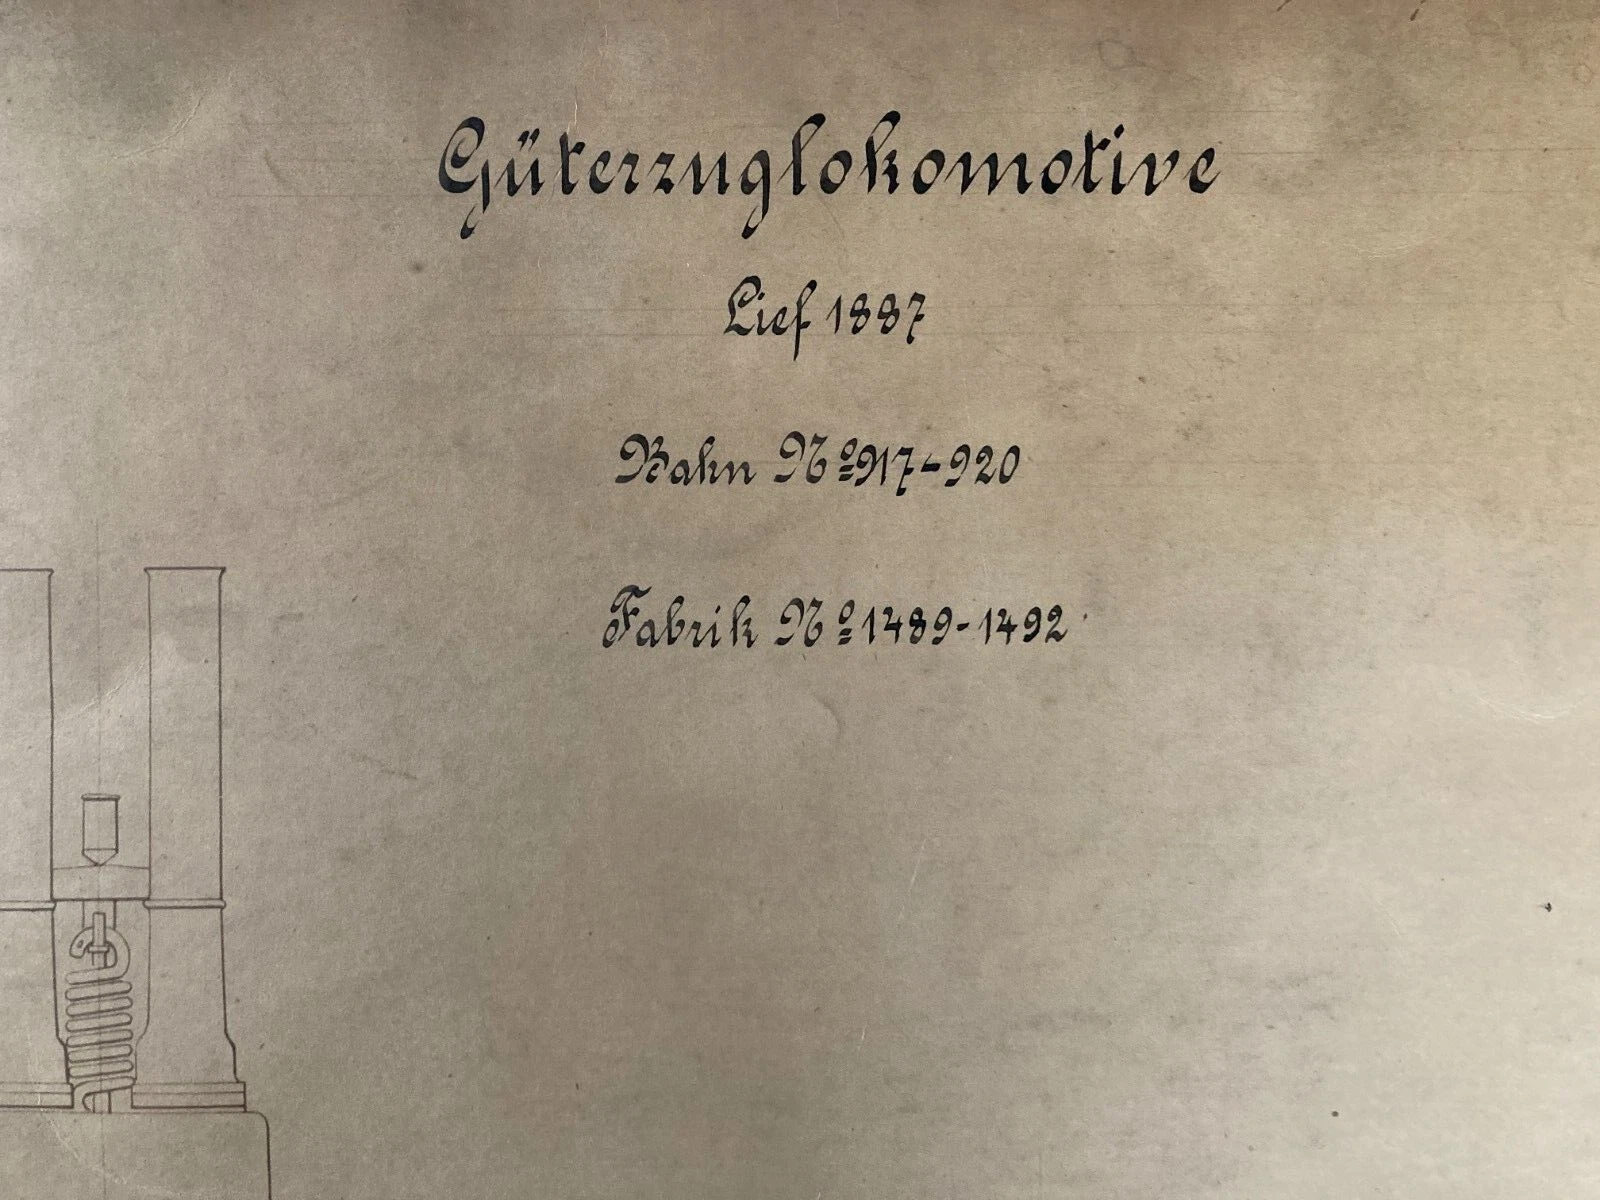 Güterzuglokomotive
Lief 1887
Bahn Nº 917-920
Fabrik Nº 1489-1492